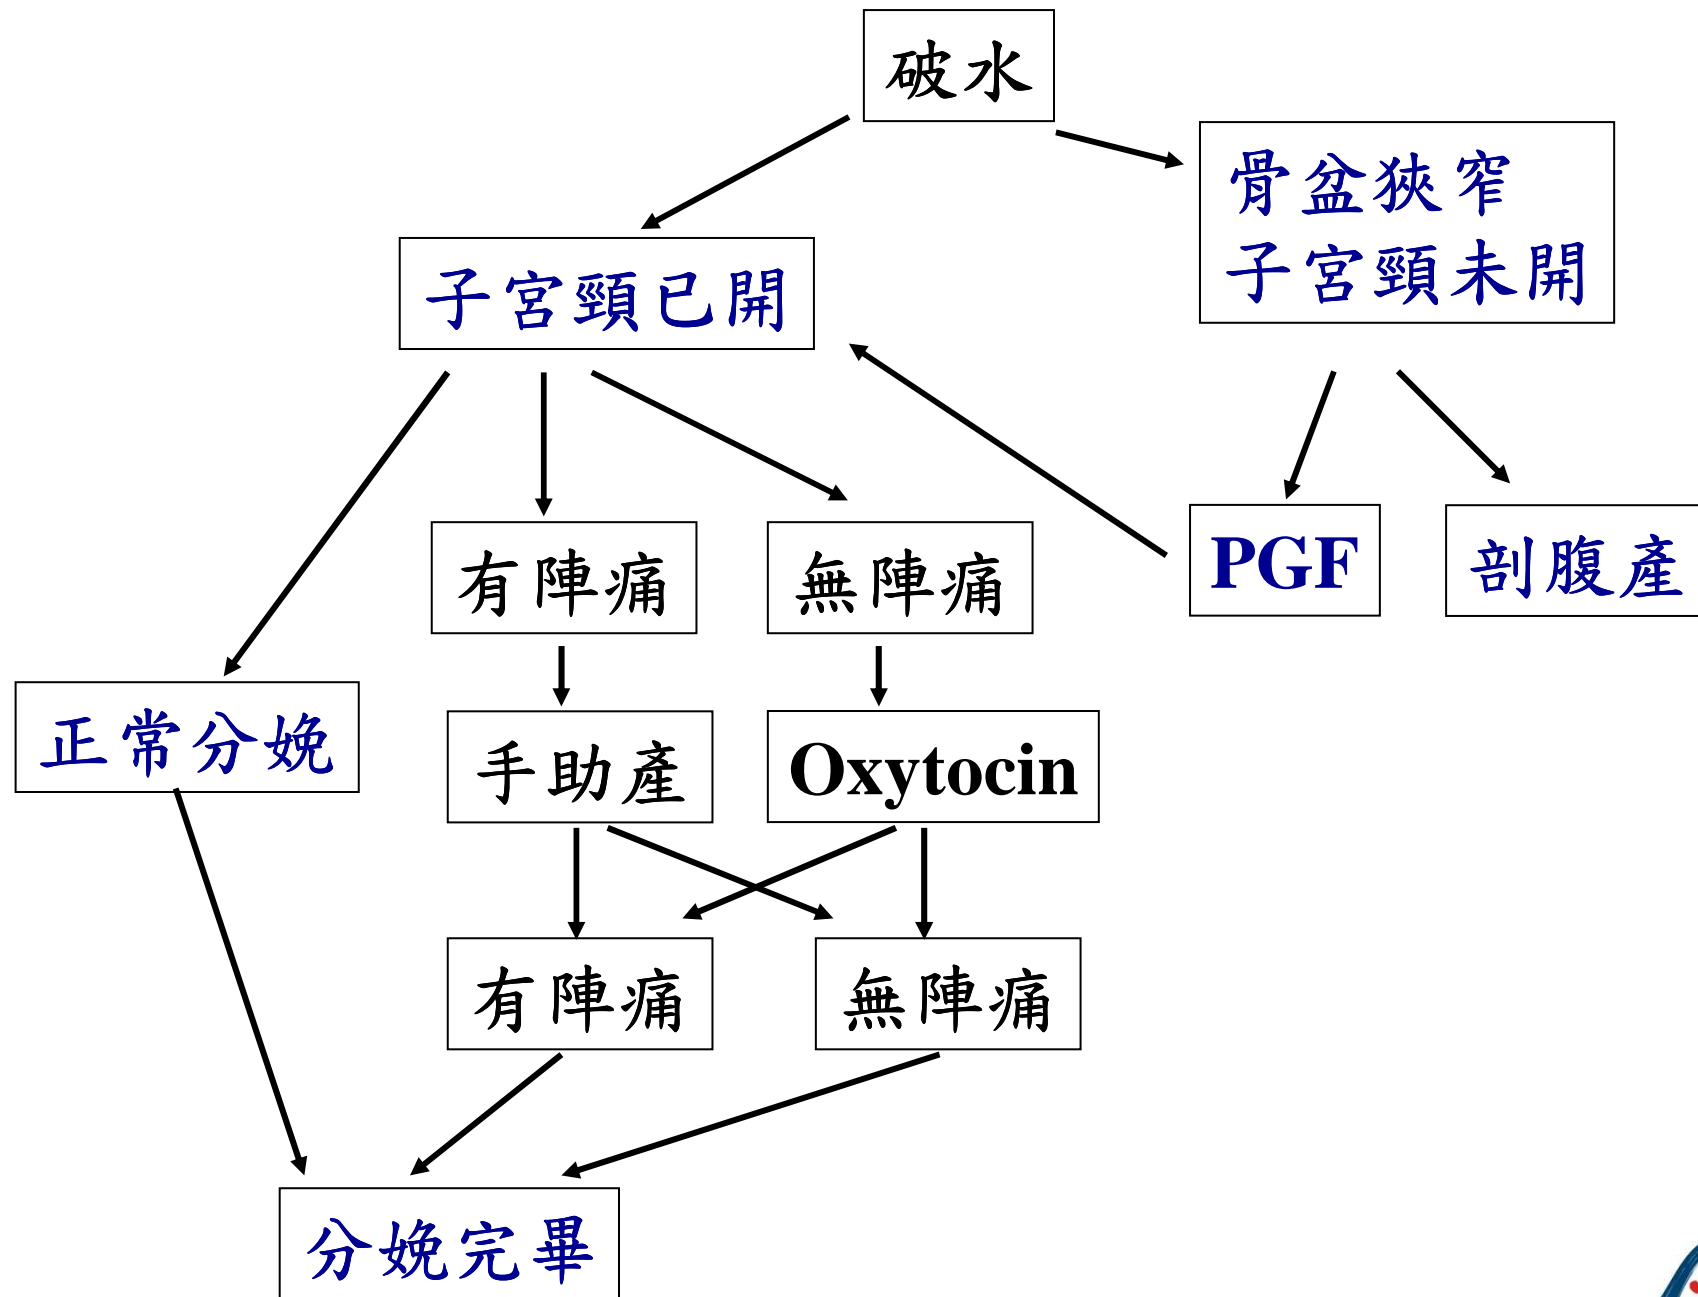 破水
骨盆狹窄
子宮頸未開
子宮頸已開
PGF
剖腹產
有陣痛
無陣痛
正常分娩
手助產
Oxytocin
有陣痛
無陣痛
分娩完畢